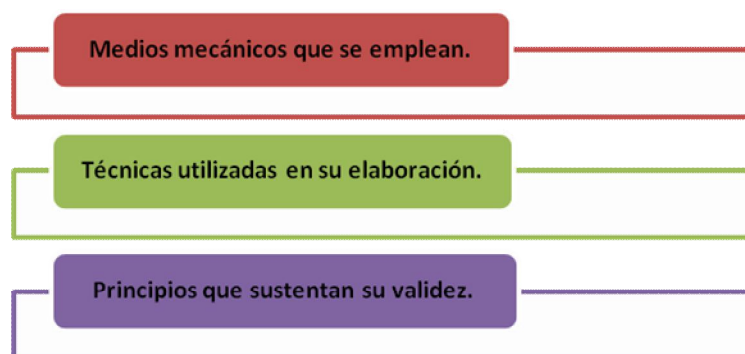 Medios mecánicos que se emplean.
Técnicas utilizadas en su elaboración.
Principios que sustentan su validez.